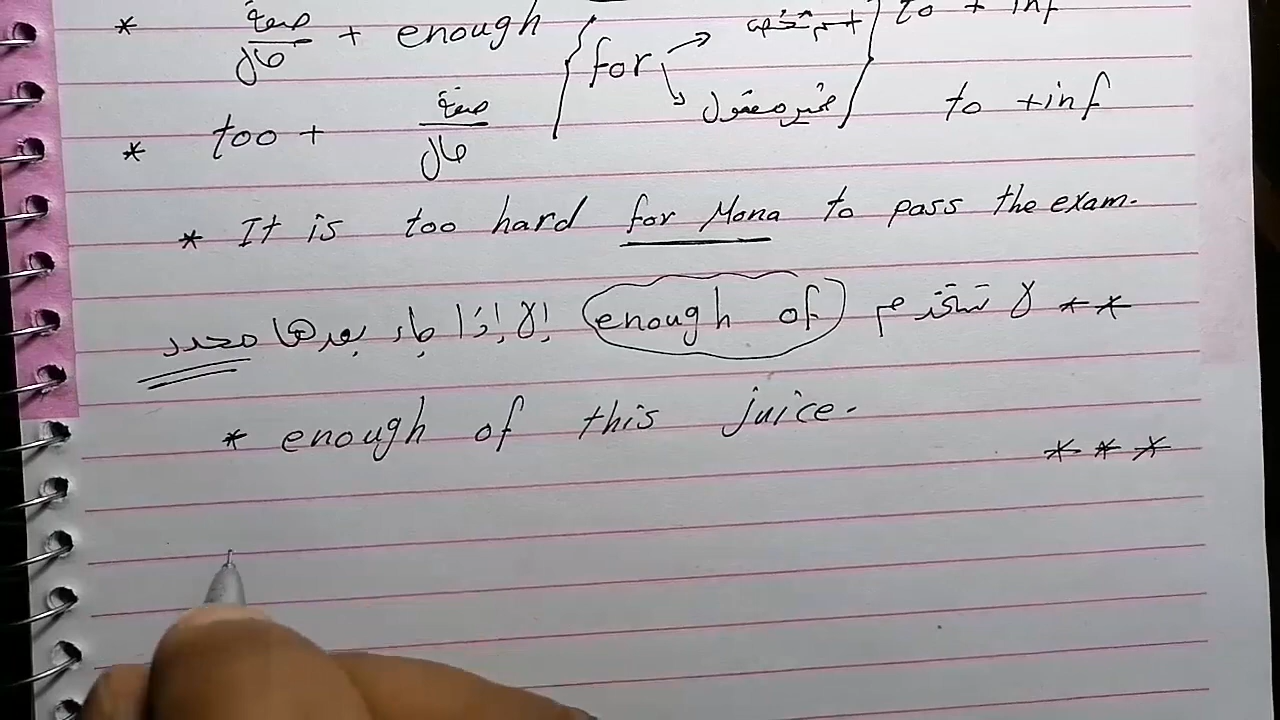 * صفة/حال + enough { for → اسم شخص + } to + inf
ضمير مفعول
* too + صفة/حال to + inf
* It is too hard for Mona to pass the exam.
** لا تستخدم enough of إلا إذا جاء بعدها محدد
* enough of this juice.
***